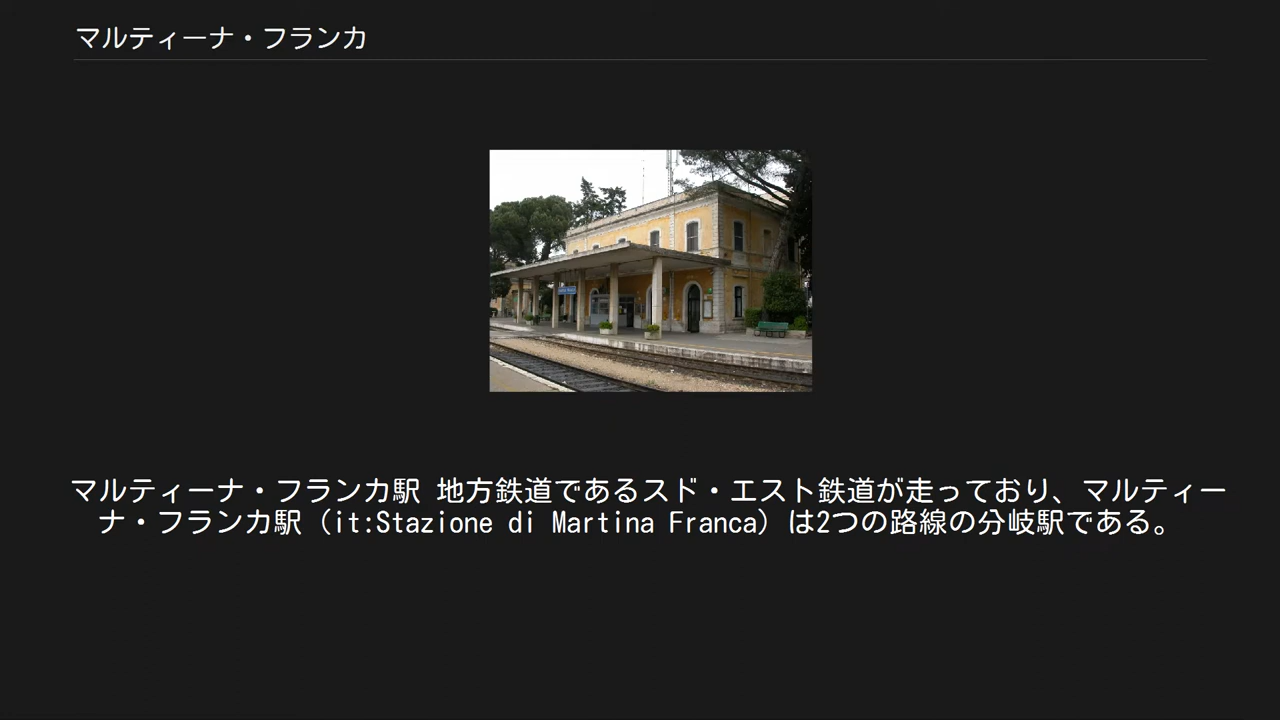 マルティーナ・フランカ
マルティーナ・フランカ駅 地方鉄道であるスド・エスト鉄道が走っており、マルティー
ナ・フランカ駅（it:Stazione di Martina Franca）は2つの路線の分岐駅である。